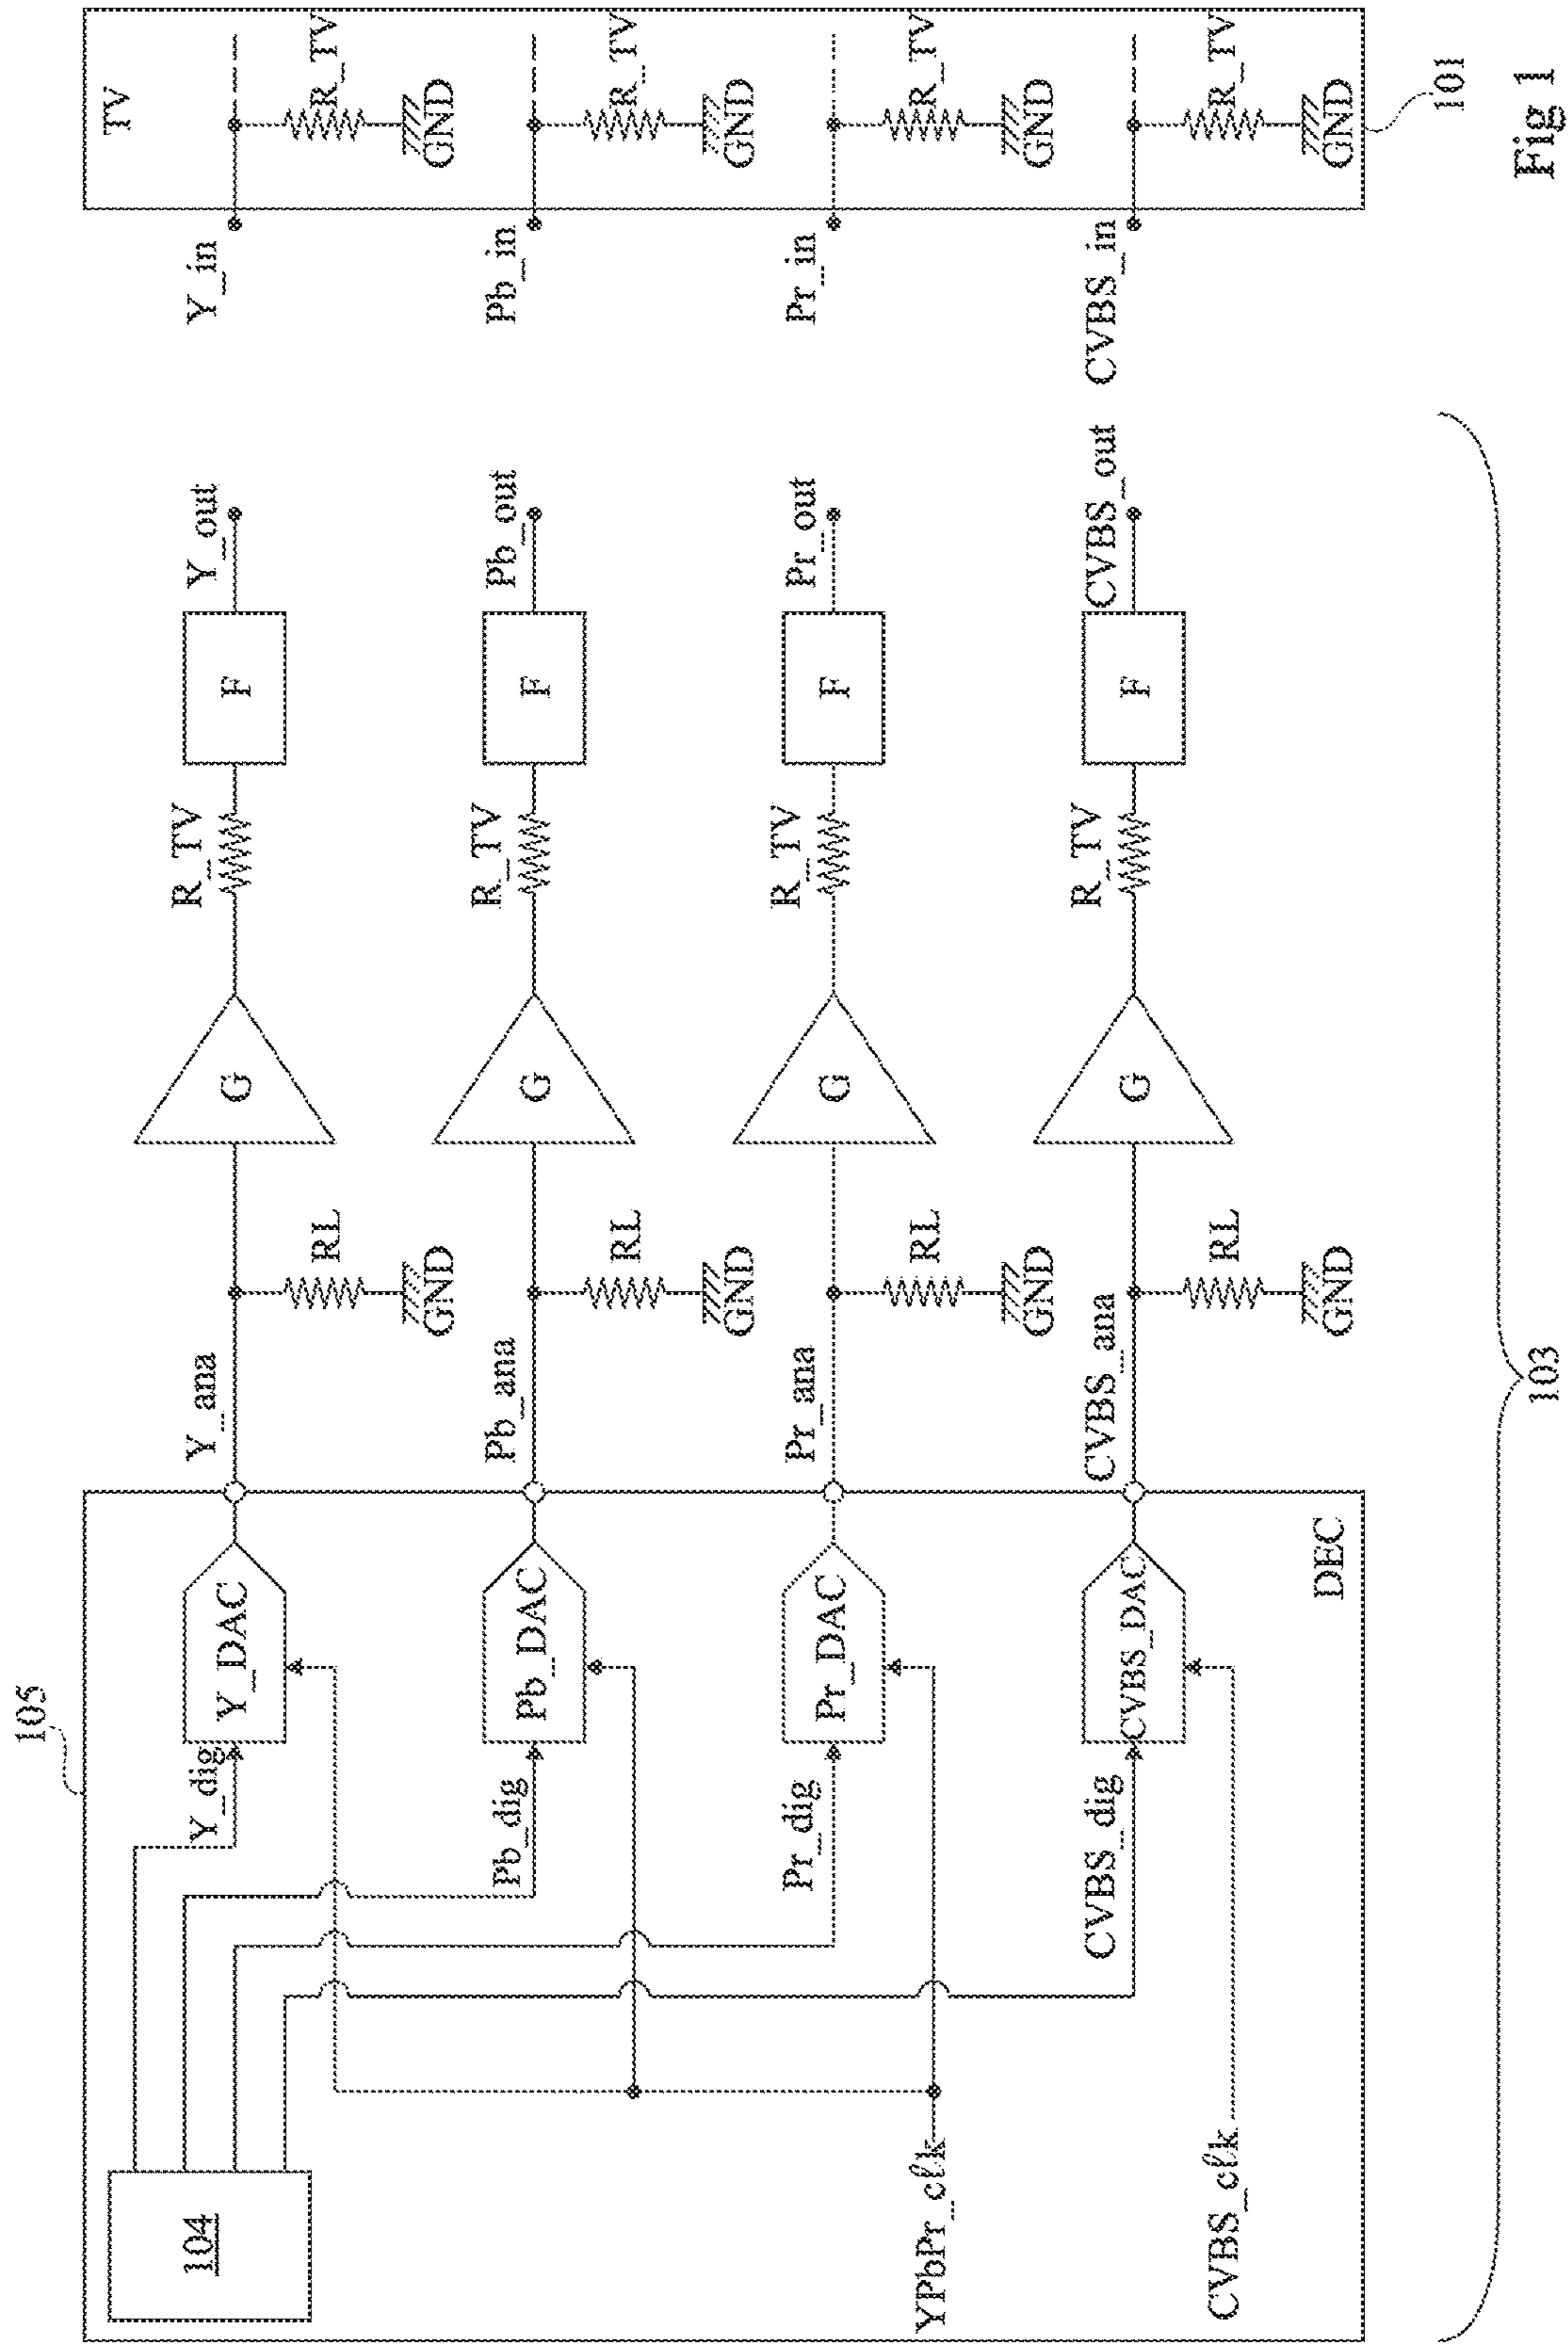 105
104
Y_dig
Y_DAC
Y_ana
RL
GND
G
R_TV
F
Y_out
Y_in
TV
R_TV
GND
Pb_dig
Pb_DAC
Pb_ana
RL
GND
G
R_TV
F
Pb_out
Pb_in
R_TV
GND
Pr_dig
Pr_DAC
Pr_ana
RL
GND
G
R_TV
F
Pr_out
Pr_in
R_TV
GND
YPbPr_cℓk
CVBS_dig
CVBS_DAC
CVBS_ana
RL
GND
G
R_TV
F
CVBS_out
CVBS_in
R_TV
GND
CVBS_cℓk
DEC
101
103
Fig 1